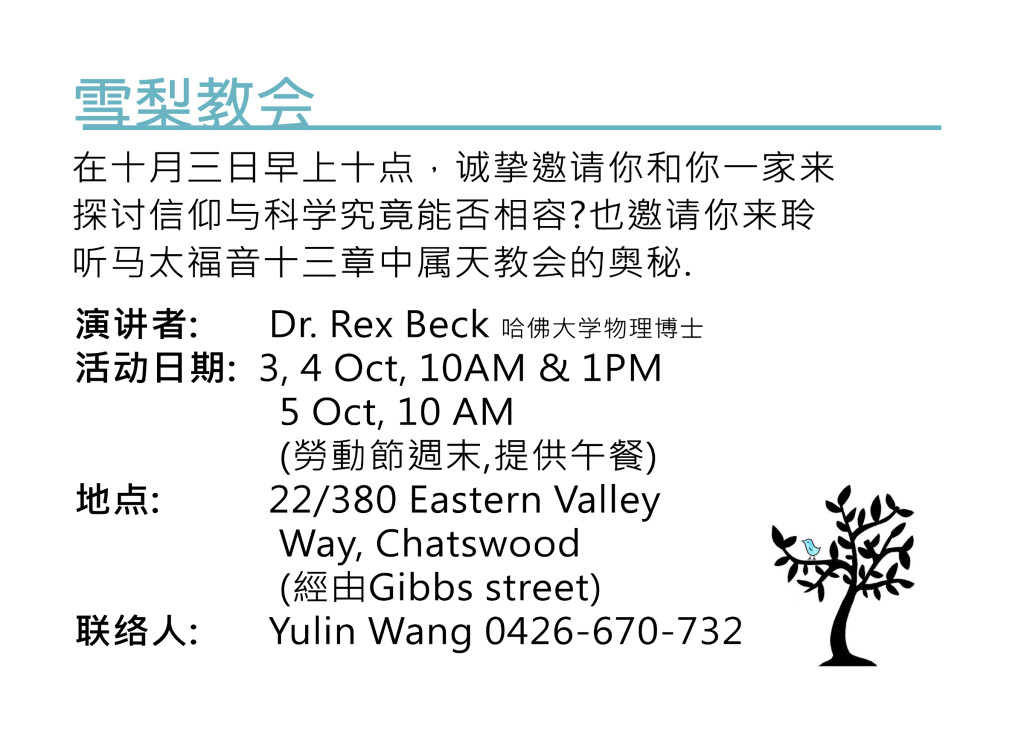 雪梨教会
在十月三日早上十点，诚挚邀请你和你一家来
探讨信仰与科学究竟能否相容?也邀请你来聆
听马太福音十三章中属天教会的奥秘.
演讲者: Dr. Rex Beck 哈佛大学物理博士
活动日期: 3, 4 Oct, 10AM & 1PM
5 Oct, 10 AM
(勞動節週末,提供午餐)
地点: 22/380 Eastern Valley
Way, Chatswood
(經由Gibbs street)
联络人: Yulin Wang 0426-670-732